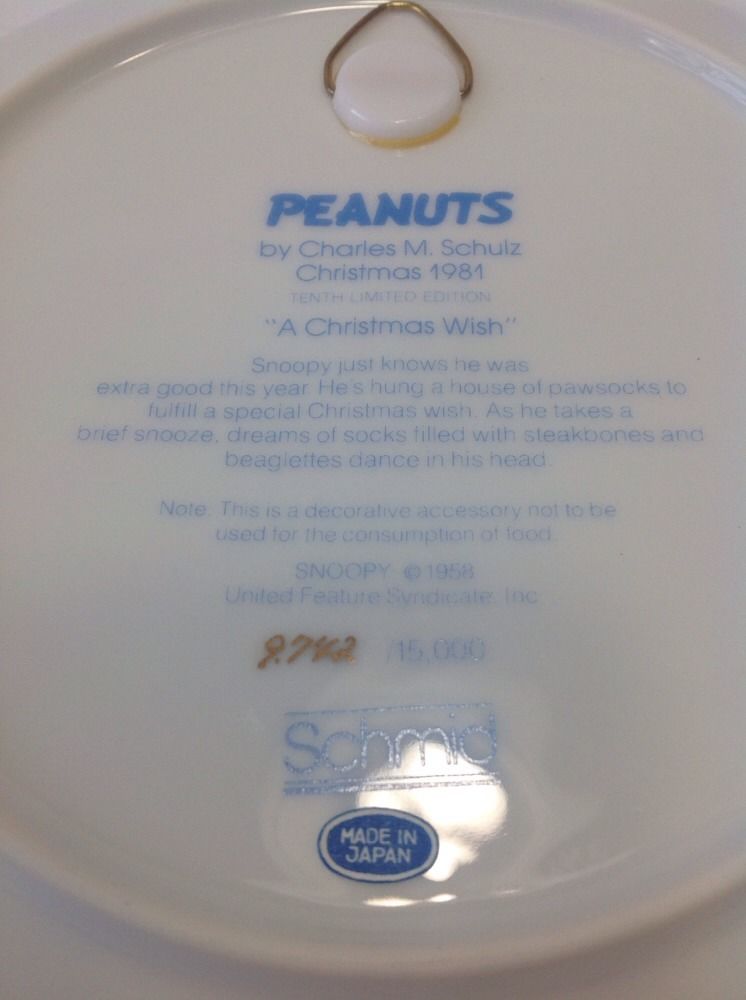 PEANUTS
by Charles M. Schulz
Christmas 1981
TENTH LIMITED EDITION
"A Christmas Wish"
Snoopy just knows he was
extra good this year. He's hung a house of pawsocks to
fulfill a special Christmas wish. As he takes a
brief snooze, dreams of socks filled with steakbones and
beaglettes dance in his head.
Note: This is a decorative accessory not to be
used for the consumption of food.
SNOOPY © 1958
United Feature Syndicate, Inc
9.742 /15,000
Schmid
MADE IN
JAPAN